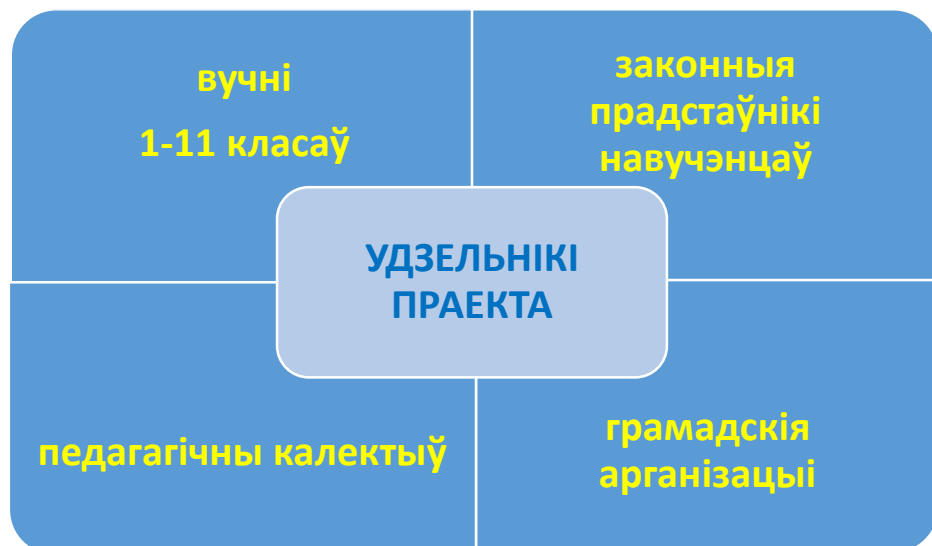 вучні
1-11 класаў
законныя
прадстаўнікі
навучэнцаў
УДЗЕЛЬНІКІ
ПРАЕКТА
педагагічны калектыў
грамадскія
арганізацыі